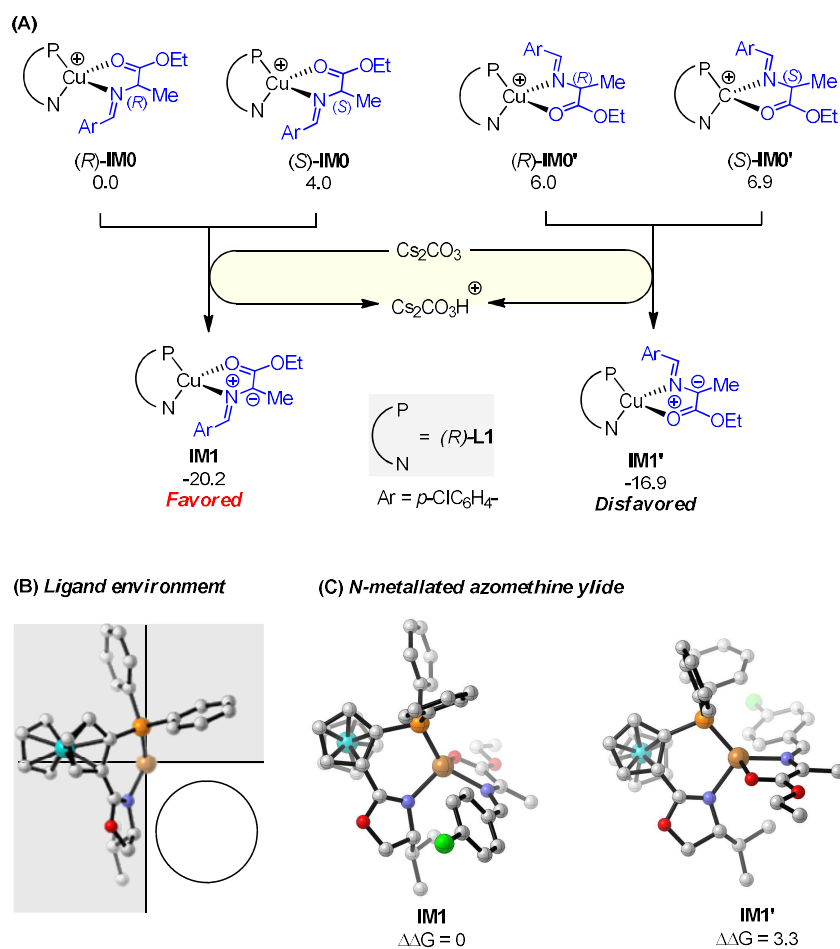 (A)
P
N
Cu
⊕
O
OEt
N
(R)
Me
Ar
P
N
Cu
⊕
O
OEt
N
(S)
Me
Ar
P
N
Cu
⊕
Ar
N
(R)
Me
O
OEt
P
N
C
⊕
Ar
N
(S)
Me
O
OEt
(R)-IM0
0.0
(S)-IM0
4.0
(R)-IM0'
6.0
(S)-IM0'
6.9
Cs2CO3
Cs2CO3H⊕
P
N
Cu
O
OEt
⊕
N
⊖
Me
Ar
IM1
-20.2
Favored
P
N
= (R)-L1
Ar = p-ClC6H4-
Ar
P
N
Cu
N
⊖
Me
⊕
O
OEt
IM1'
-16.9
Disfavored
(B) Ligand environment
(C) N-metallated azomethine ylide
IM1
ΔΔG = 0
IM1'
ΔΔG = 3.3